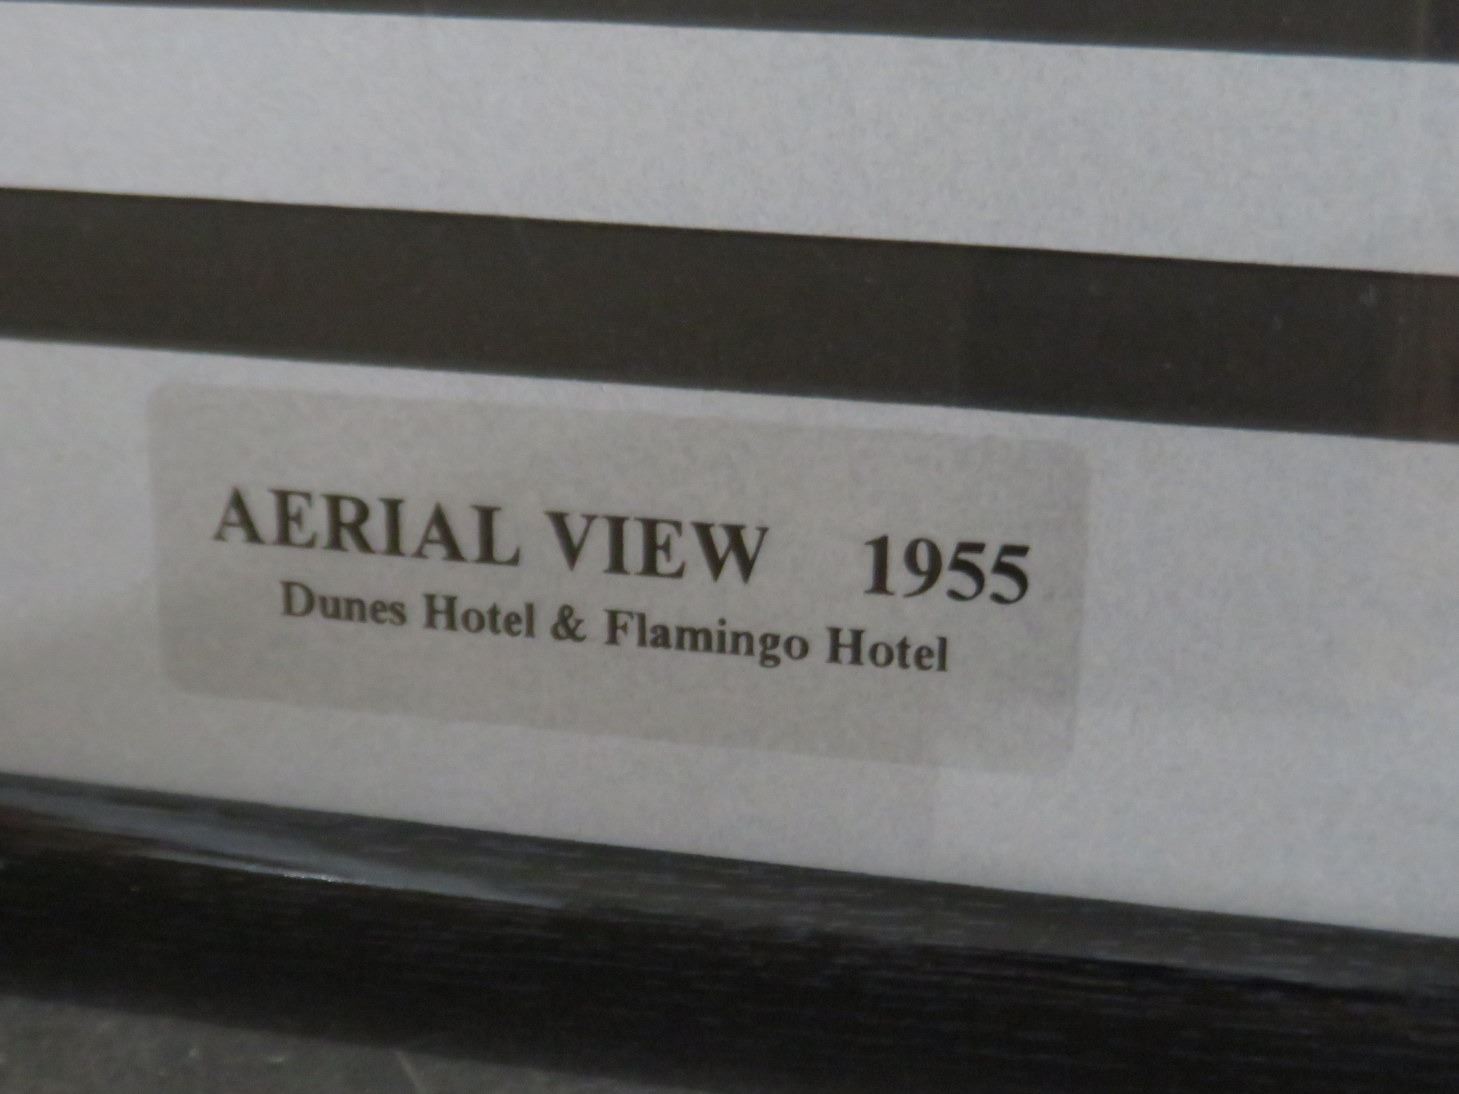 AERIAL VIEW 1955
Dunes Hotel & Flamingo Hotel